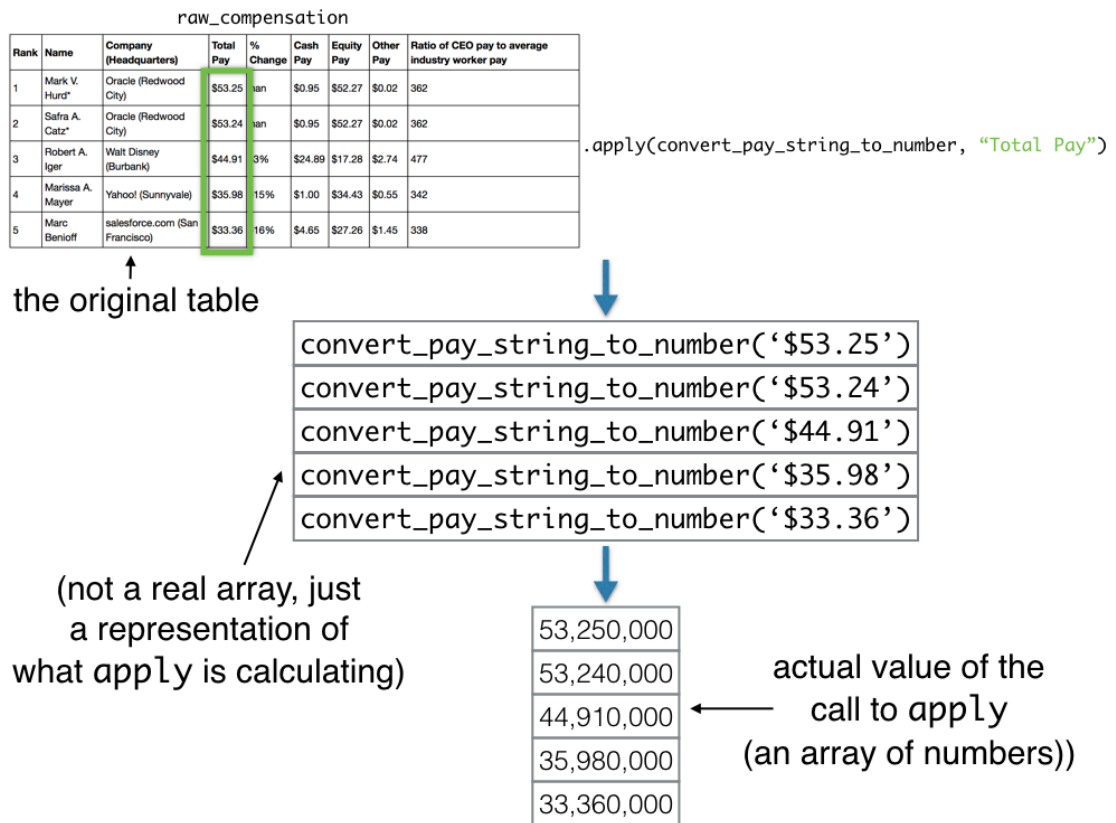 raw_compensation
Rank Name Company (Headquarters) Total Pay % Change Cash Pay Equity Pay Other Pay Ratio of CEO pay to average industry worker pay
1 Mark V. Hurd* Oracle (Redwood City) $53.25 nan $0.95 $52.27 $0.02 362
2 Safra A. Catz* Oracle (Redwood City) $53.24 nan $0.95 $52.27 $0.02 362
3 Robert A. Iger Walt Disney (Burbank) $44.91 3% $24.89 $17.28 $2.74 477
4 Marissa A. Mayer Yahoo! (Sunnyvale) $35.98 15% $1.00 $34.43 $0.55 342
5 Marc Benioff salesforce.com (San Francisco) $33.36 16% $4.65 $27.26 $1.45 338
.apply(convert_pay_string_to_number, “Total Pay”)
the original table
convert_pay_string_to_number(‘$53.25’)
convert_pay_string_to_number(‘$53.24’)
convert_pay_string_to_number(‘$44.91’)
convert_pay_string_to_number(‘$35.98’)
convert_pay_string_to_number(‘$33.36’)
(not a real array, just
a representation of
what apply is calculating)
53,250,000
53,240,000
44,910,000
35,980,000
33,360,000
actual value of the
call to apply
(an array of numbers))